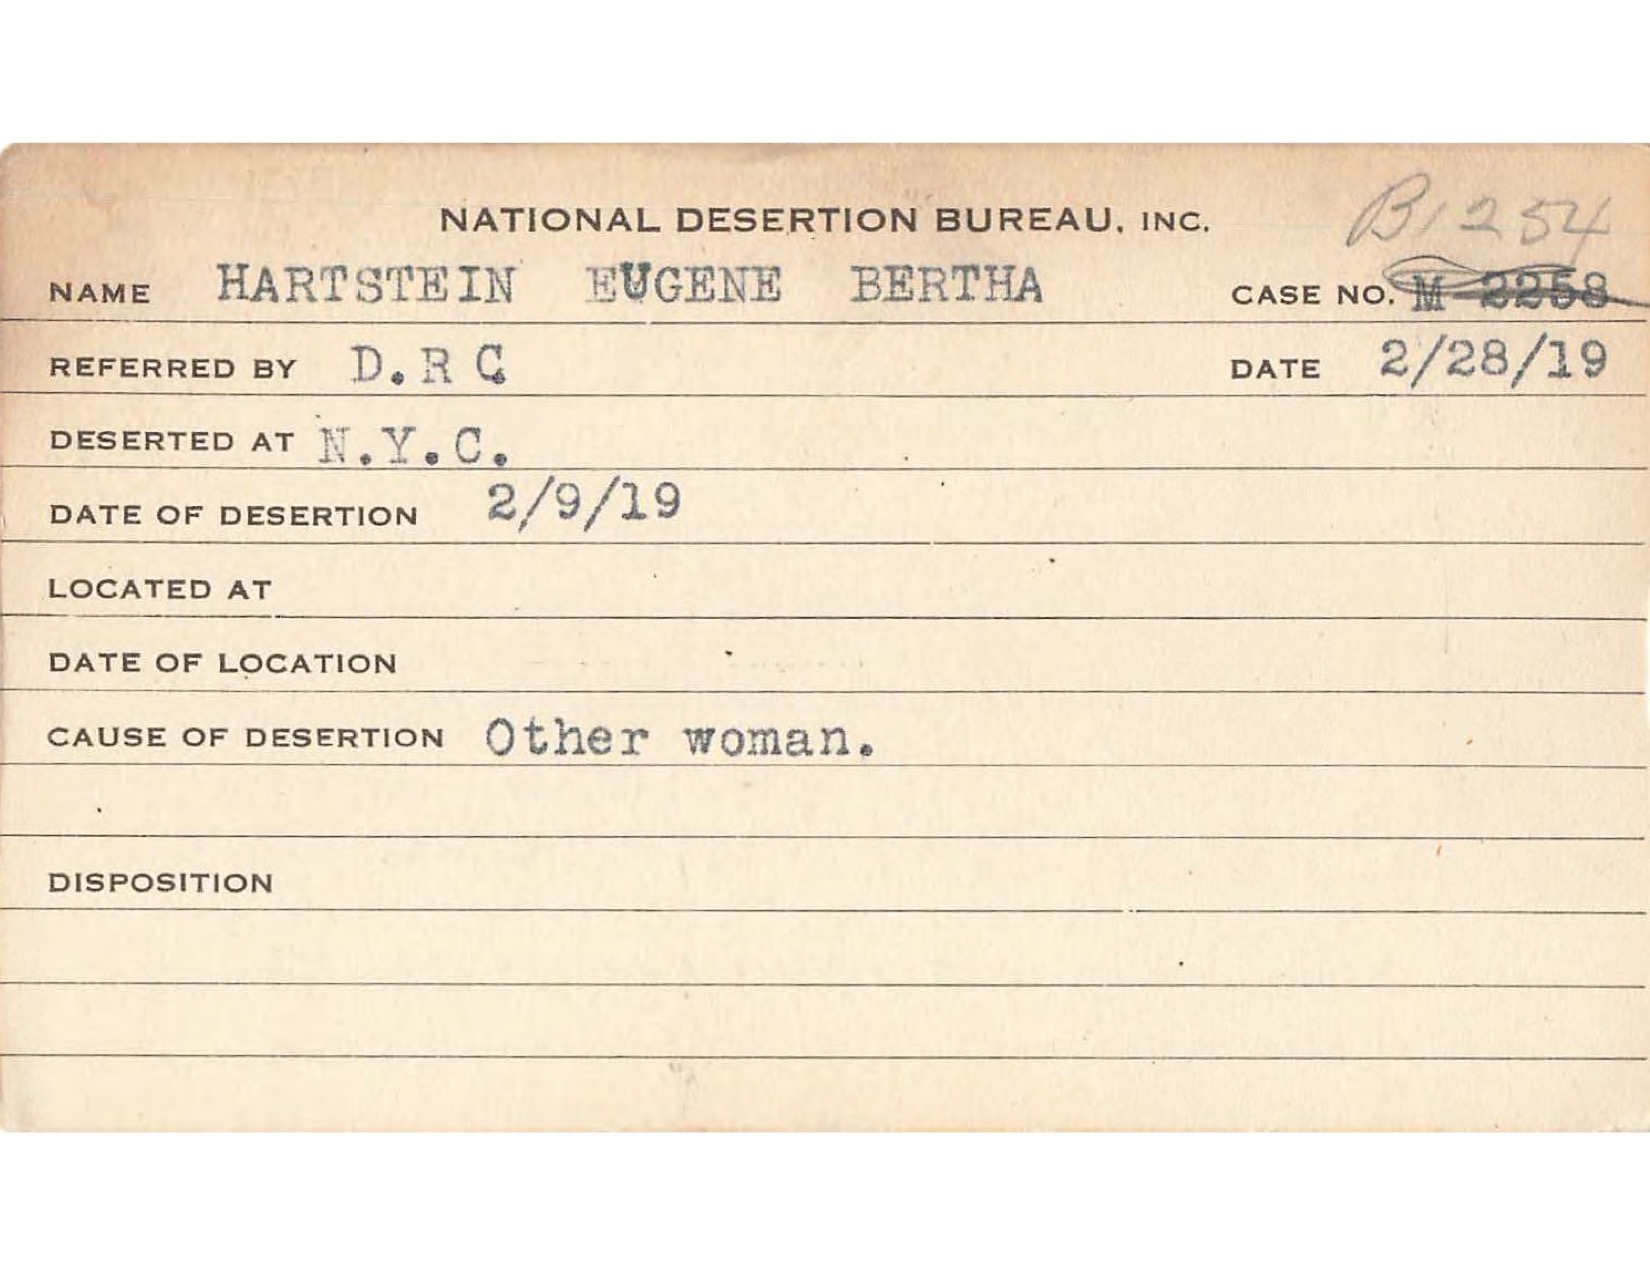 B1254
NATIONAL DESERTION BUREAU, INC.
NAME HARTSTEIN EUGENE BERTHA CASE NO. M 2258
REFERRED BY D.R C. DATE 2/28/19
DESERTED AT N.Y.C.
DATE OF DESERTION 2/9/19
LOCATED AT
DATE OF LOCATION
CAUSE OF DESERTION Other woman.
DISPOSITION